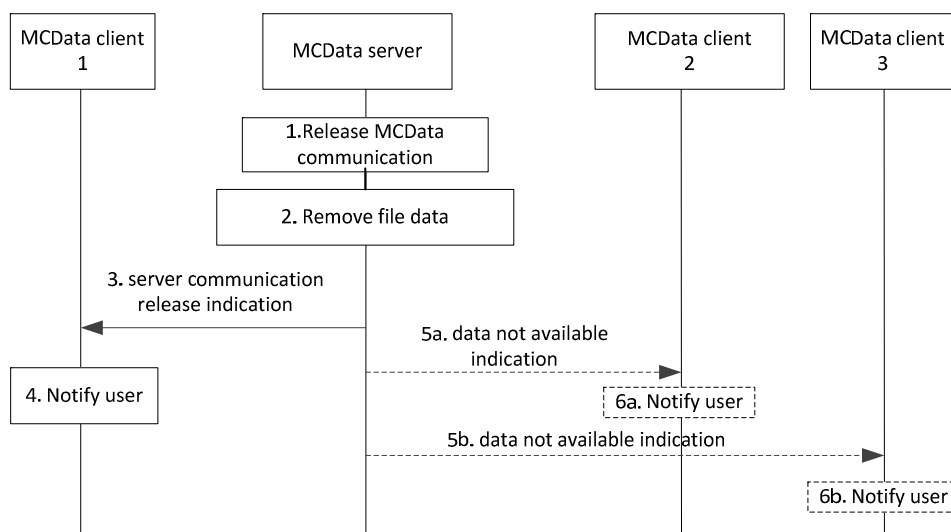 MCData client
1
MCData server
MCData client
2
MCData client
3
1.Release MCData
communication
2. Remove file data
3. server communication
release indication
5a. data not available
indication
4. Notify user
6a. Notify user
5b. data not available indication
6b. Notify user